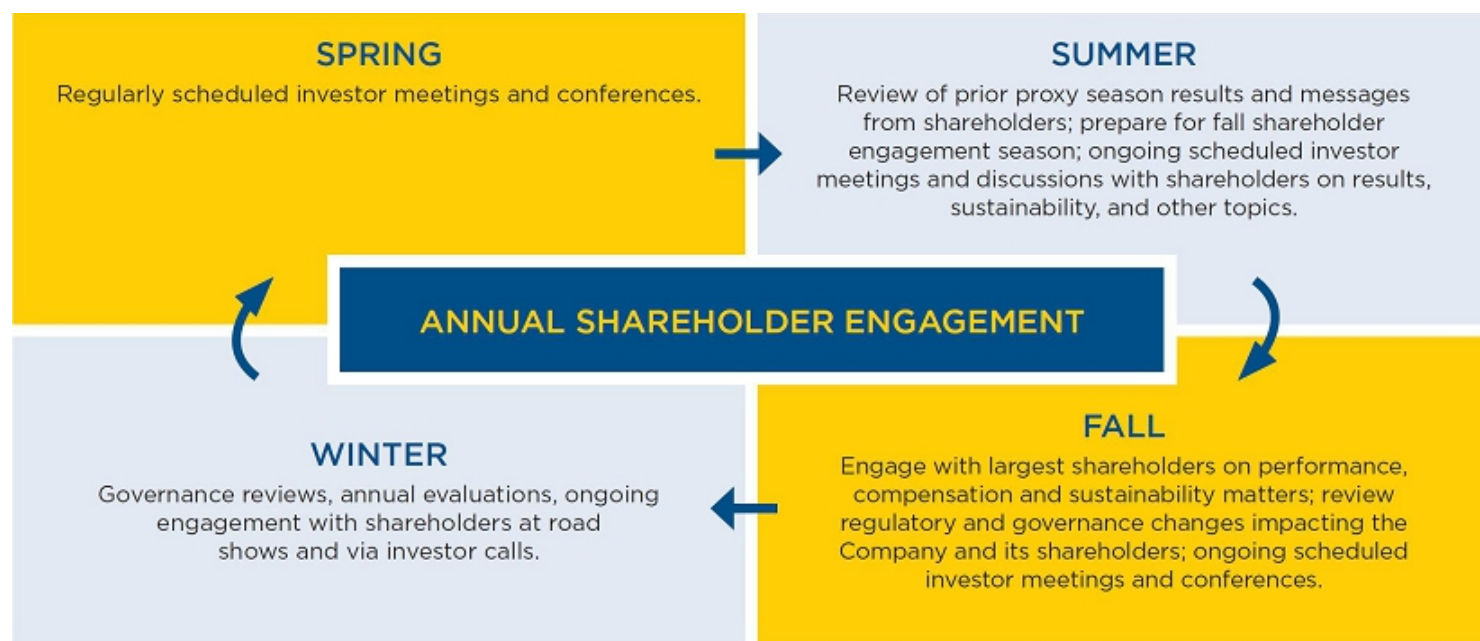 SPRING
Regularly scheduled investor meetings and conferences.
SUMMER
Review of prior proxy season results and messages
from shareholders; prepare for fall shareholder
engagement season; ongoing scheduled investor
meetings and discussions with shareholders on results,
sustainability, and other topics.
ANNUAL SHAREHOLDER ENGAGEMENT
WINTER
Governance reviews, annual evaluations, ongoing
engagement with shareholders at road
shows and via investor calls.
FALL
Engage with largest shareholders on performance,
compensation and sustainability matters; review
regulatory and governance changes impacting the
Company and its shareholders; ongoing scheduled
investor meetings and conferences.